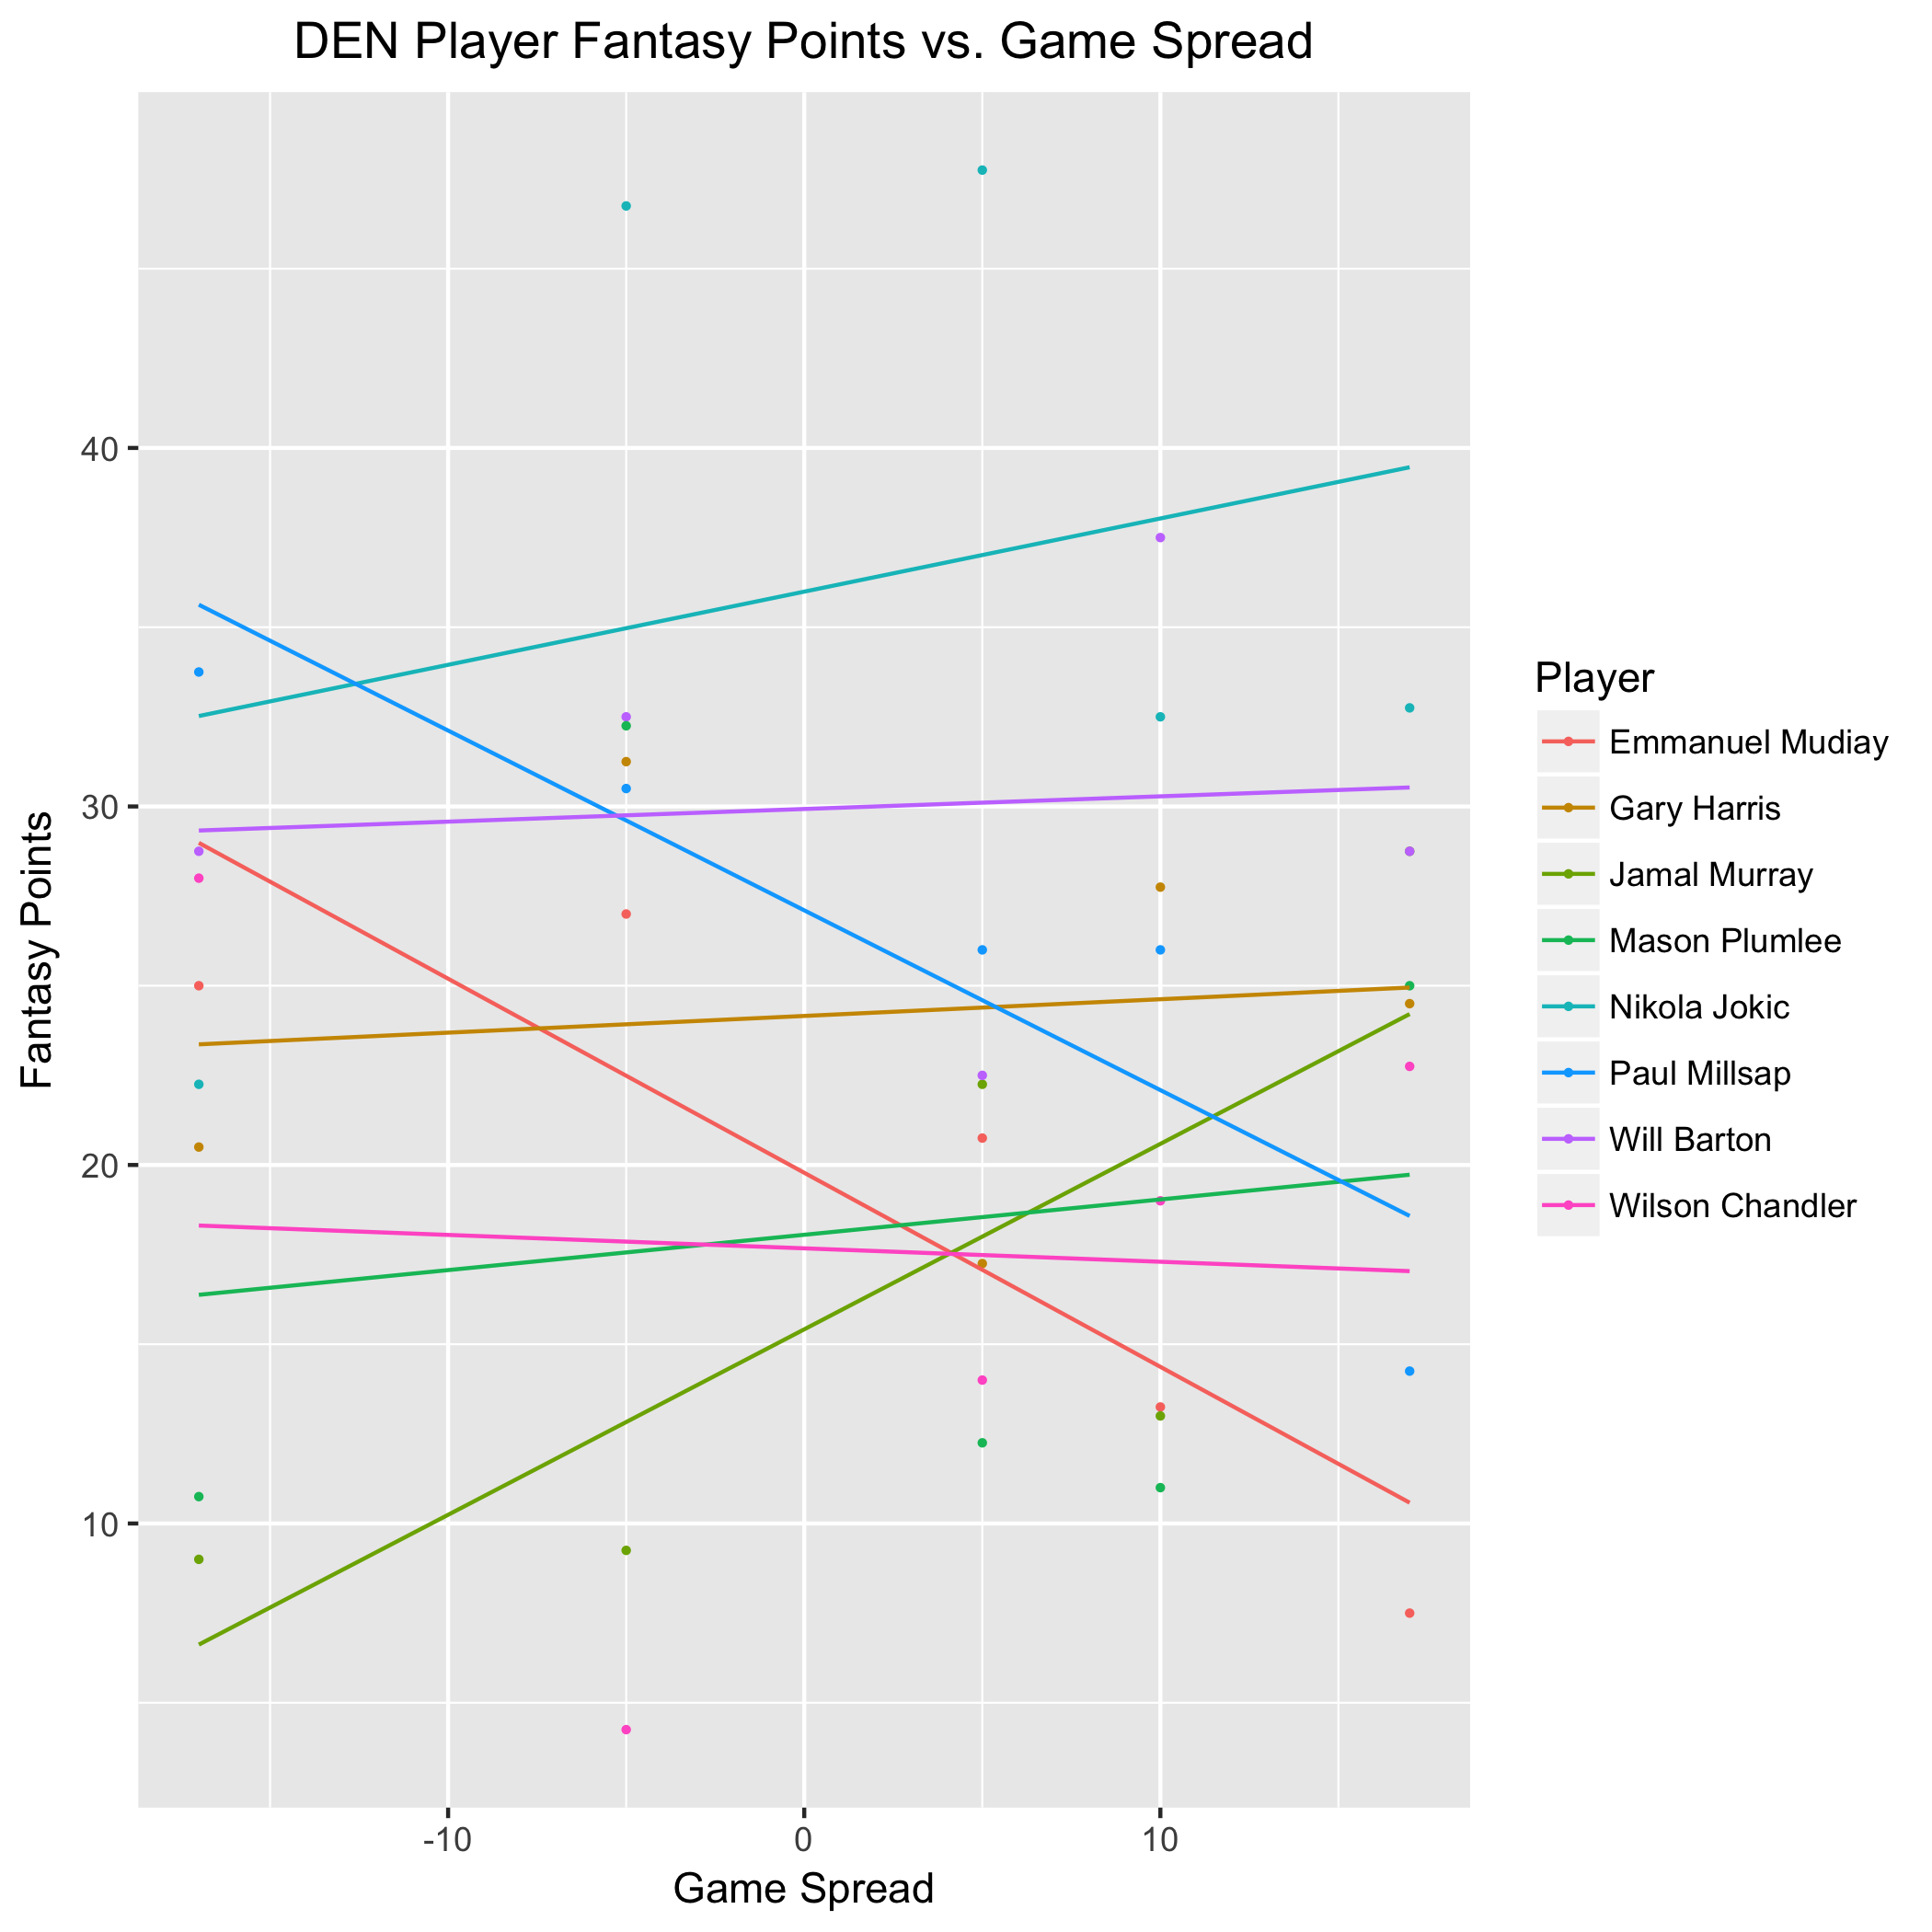 DEN Player Fantasy Points vs. Game Spread
Fantasy Points
40
30
20
10
-10
0
10
Game Spread
Player
Emmanuel Mudiay
Gary Harris
Jamal Murray
Mason Plumlee
Nikola Jokic
Paul Millsap
Will Barton
Wilson Chandler